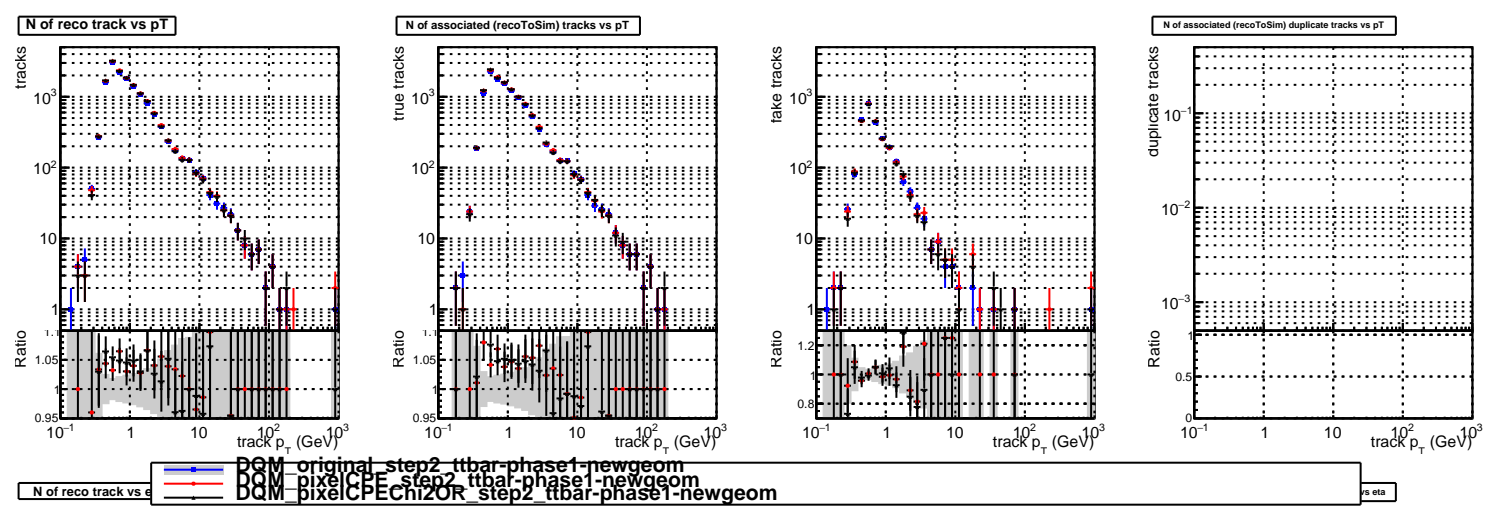 N of reco track vs pT
N of associated (recoToSim) tracks vs pT
N of associated (recoToSim) duplicate tracks vs pT
tracks
10³
10²
10
1
Ratio
1.1
1.05
1
0.95
10⁻¹ 1 10 10² 10³
track p_T (GeV)
true tracks
10³
10²
10
1
Ratio
1.1
1.05
1
0.95
10⁻¹ 1 10 10² 10³
track p_T (GeV)
fake tracks
10³
10²
10
1
Ratio
1.2
1
0.8
10⁻¹ 1 10 10² 10³
track p_T (GeV)
duplicate tracks
10⁻¹
10⁻²
10⁻³
Ratio
1
0.5
0
10⁻¹ 1 10 10² 10³
track p_T (GeV)
DQM_original_step2_ttbar-phase1-newgeom
DQM_pixelCPE_step2_ttbar-phase1-newgeom
DQM_pixelCPEChi2OR_step2_ttbar-phase1-newgeom
N of reco track vs e
vs eta